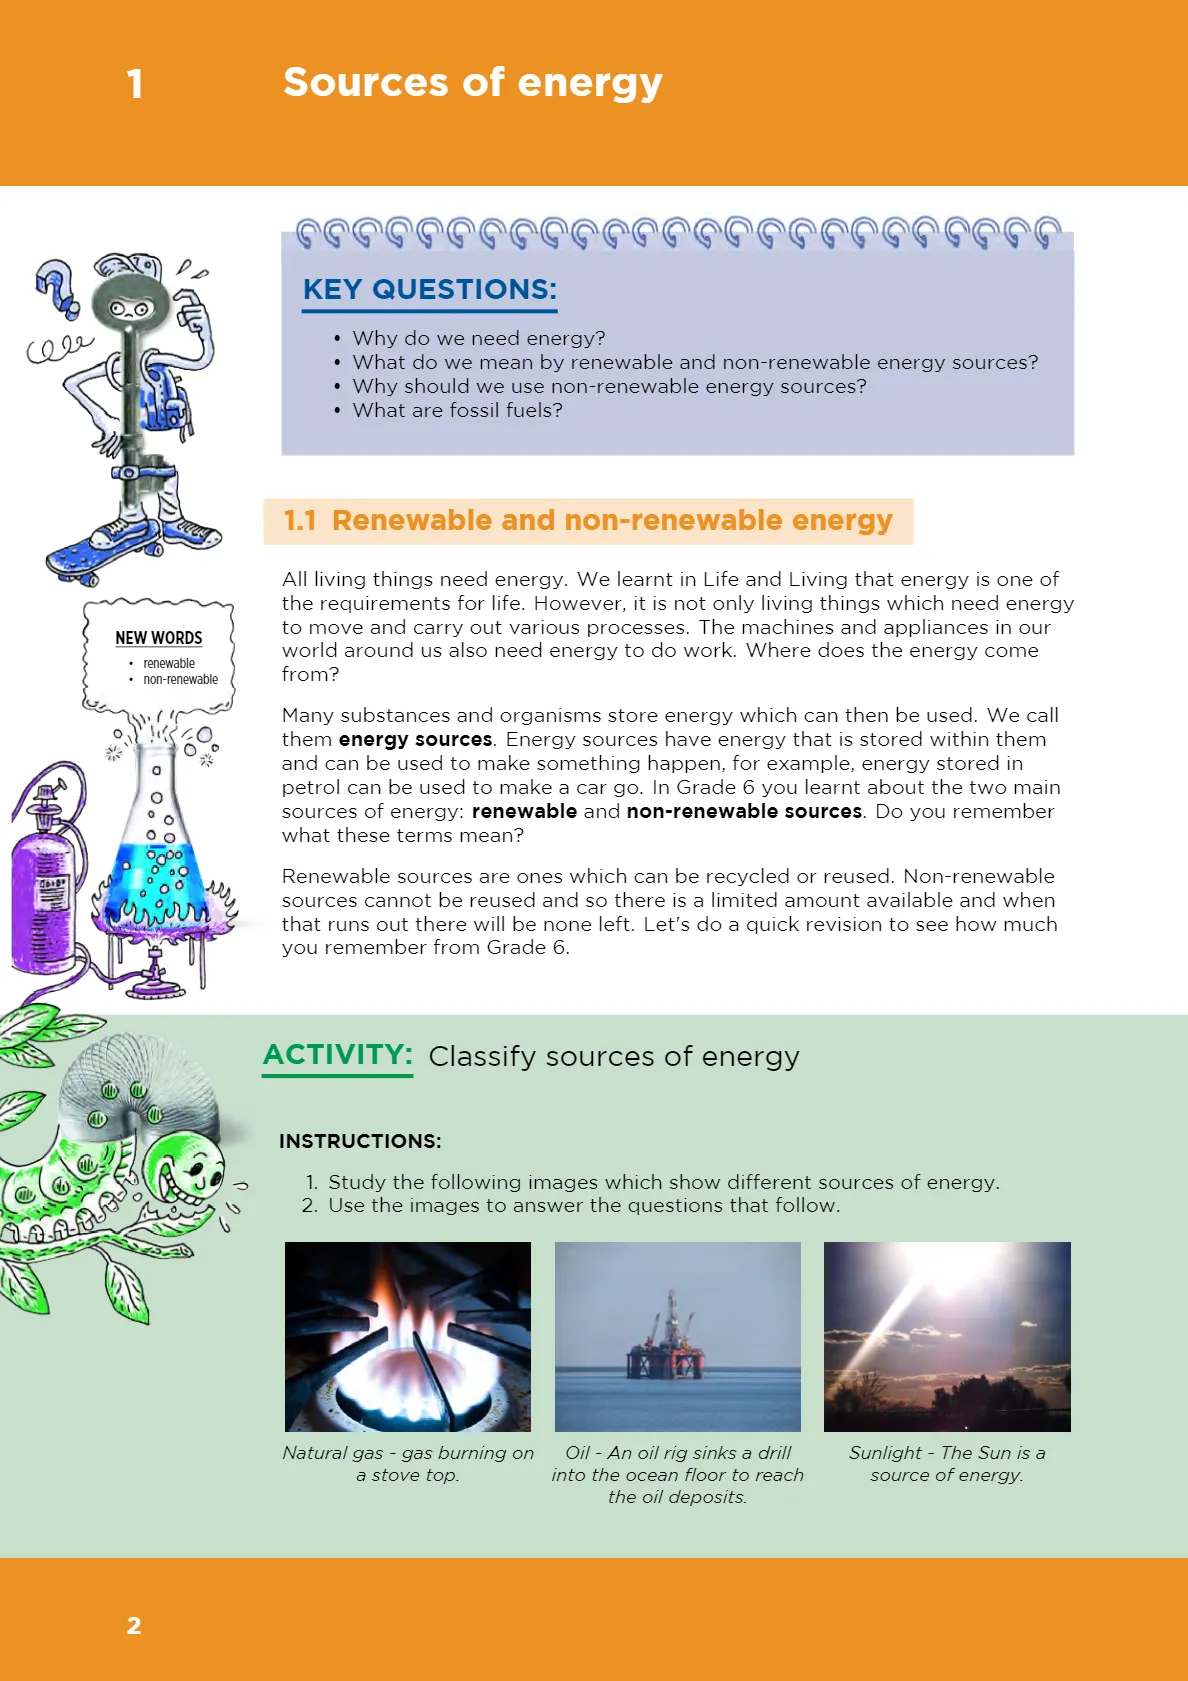 1
Sources of energy
KEY QUESTIONS:
• Why do we need energy?
• What do we mean by renewable and non-renewable energy sources?
• Why should we use non-renewable energy sources?
• What are fossil fuels?
1.1 Renewable and non-renewable energy
All living things need energy. We learnt in Life and Living that energy is one of
the requirements for life. However, it is not only living things which need energy
to move and carry out various processes. The machines and appliances in our
world around us also need energy to do work. Where does the energy come
from?
NEW WORDS
• renewable
• non-renewable
Many substances and organisms store energy which can then be used. We call
them energy sources. Energy sources have energy that is stored within them
and can be used to make something happen, for example, energy stored in
petrol can be used to make a car go. In Grade 6 you learnt about the two main
sources of energy: renewable and non-renewable sources. Do you remember
what these terms mean?
Renewable sources are ones which can be recycled or reused. Non-renewable
sources cannot be reused and so there is a limited amount available and when
that runs out there will be none left. Let's do a quick revision to see how much
you remember from Grade 6.
ACTIVITY: Classify sources of energy
INSTRUCTIONS:
1. Study the following images which show different sources of energy.
2. Use the images to answer the questions that follow.
Natural gas - gas burning on
a stove top.
Oil - An oil rig sinks a drill
into the ocean floor to reach
the oil deposits.
Sunlight - The Sun is a
source of energy.
2